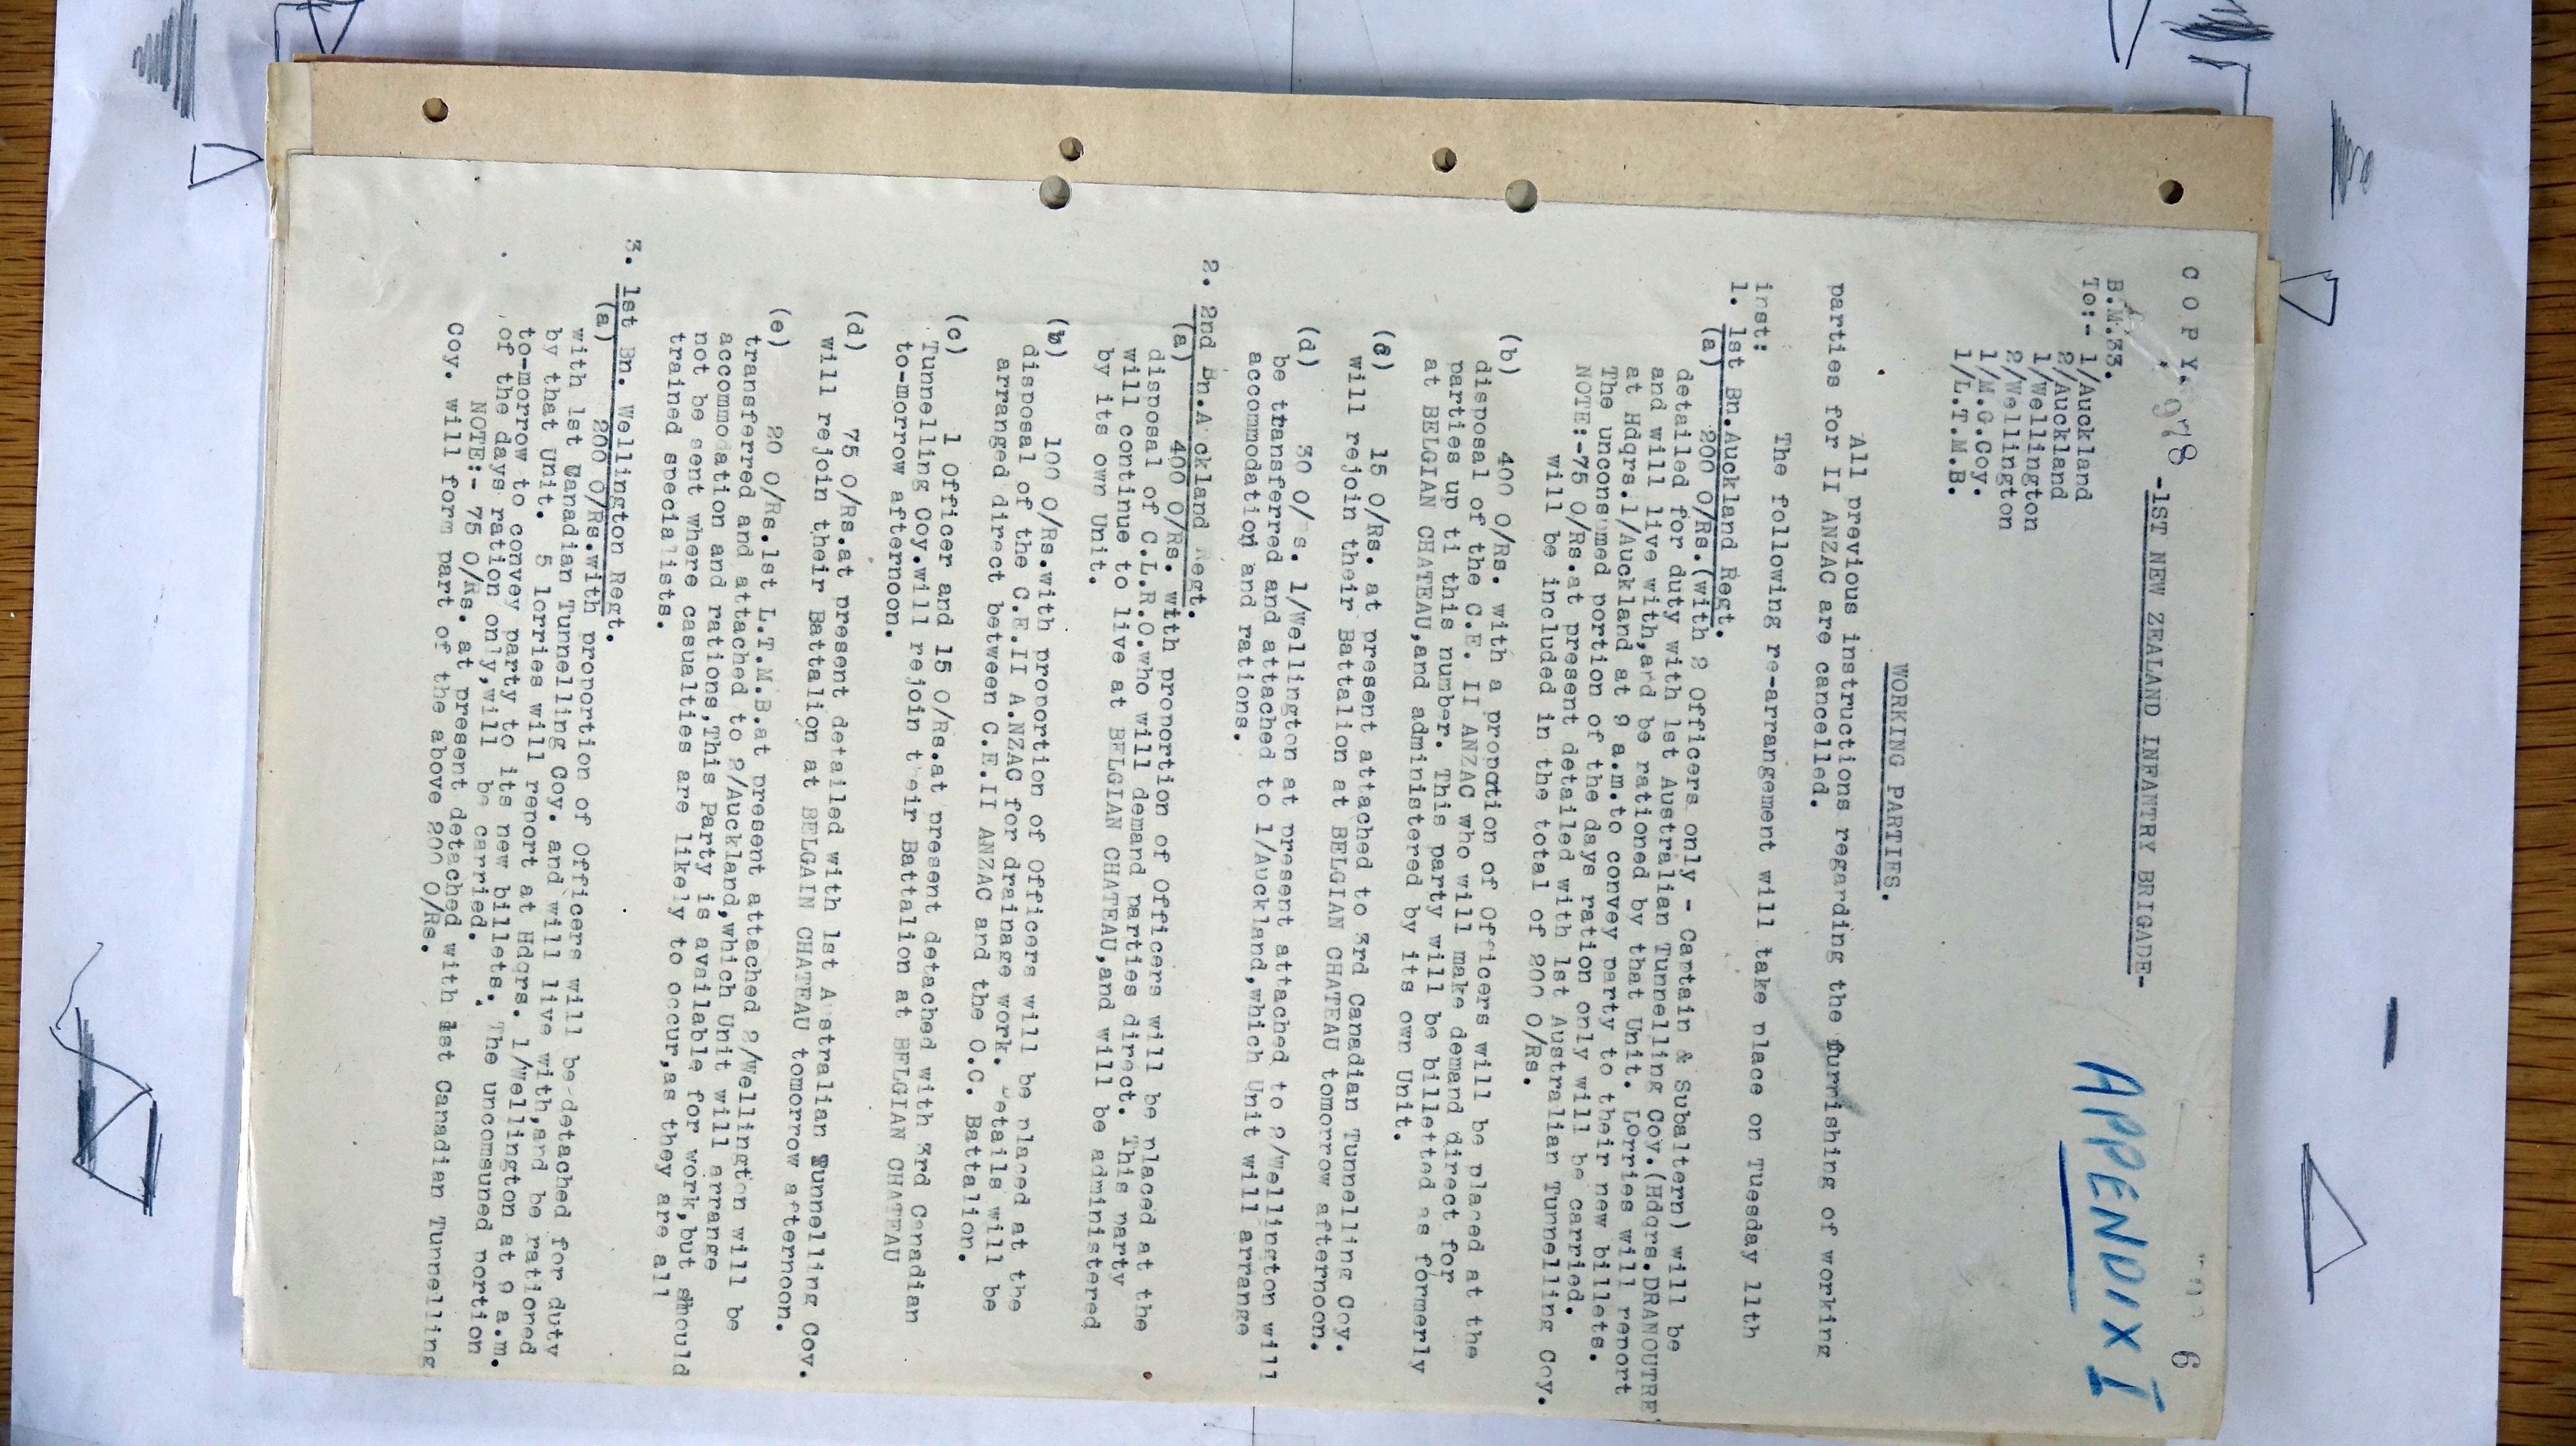 C O P Y. 978 -1ST NEW ZEALAND INFANTRY BRIGADE- 6
APPENDIX I
B.M.33.
To:- 1/Auckland
2/Auckland
1/Wellington
2/Wellington
1/M.G.Coy.
1/L.T.M.B.
WORKING PARTIES.
All previous instructions regarding the furnishing of working
parties for II ANZAC are cancelled.
The following re-arrangement will take place on Tuesday 11th
inst:
1. 1st Bn.Auckland Regt.
(a) 200 O/Rs.(with 2 Officers only - Captain & Subaltern) will be
detailed for duty with 1st Australian Tunnelling Coy.(Hdqrs.DRANOUTRE
and will live with,and be rationed by that Unit. Lorries will report
at Hdqrs.1/Auckland at 9 a.m.to convey party to their new billets.
The unconsumed portion of the days ration only will be carried.
NOTE:-75 O/Rs.at present detailed with 1st Australian Tunnelling Coy.
will be included in the total of 200 O/Rs.
(b) 400 O/Rs. with a propotion of Officers will be placed at the
disposal of the C.E. II ANZAC who will make demand direct for
parties up ti this number. This party will be billetted as formerly
at BELGIAN CHATEAU,and administered by its own Unit.
(c) 15 O/Rs. at present attached to 3rd Canadian Tunnelling Coy.
will rejoin their Battalion at BELGIAN CHATEAU tomorrow afternoon.
(d) 30 O/Rs. 1/Wellington at present attached to 2/Wellington will
be transferred and attached to 1/Auckland,which Unit will arrange
accommodation and rations.
2. 2nd Bn.Auckland Regt.
(a) 400 O/Rs. with proportion of Officers will be placed at the
disposal of C.L.R.O.who will demand parties direct. This party
will continue to live at BELGIAN CHATEAU,and will be administered
by its own Unit.
(b) 100 O/Rs.with proportion of Officers will be placed at the
disposal of the C.E.II A.NZAC for drainage work. Details will be
arranged direct between C.E.II ANZAC and the O.C. Battalion.
(c) 1 Officer and 15 O/Rs.at present detached with 3rd Canadian
Tunnelling Coy.will rejoin their Battalion at BELGIAN CHATEAU
to-morrow afternoon.
(d) 75 O/Rs.at present detailed with 1st Australian Tunnelling Coy.
will rejoin their Battalion at BELGAIN CHATEAU tomorrow afternoon.
(e) 20 O/Rs.1st L.T.M.B.at present attached 2/Wellington will be
transferred and attached to 2/Auckland,which Unit will arrange
accommodation and rations,This Party is available for work,but should
not be sent where casualties are likely to occur,as they are all
trained specialists.
3. 1st Bn. Wellington Regt.
(a) 200 O/Rs.with proportion of Officers will be detached for duty
with 1st Canadian Tunnelling Coy. and will live with,and be rationed
by that Unit. 5 lorries will report at Hdqrs. 1/Wellington at 9 a.m.
to-morrow to convey party to its new billets. The uncomsuned portion
of the days ration only,will be carried.
NOTE:- 75 O/Rs. at present detached with 1st Canadian Tunnelling
Coy. will form part of the above 200 O/Rs.